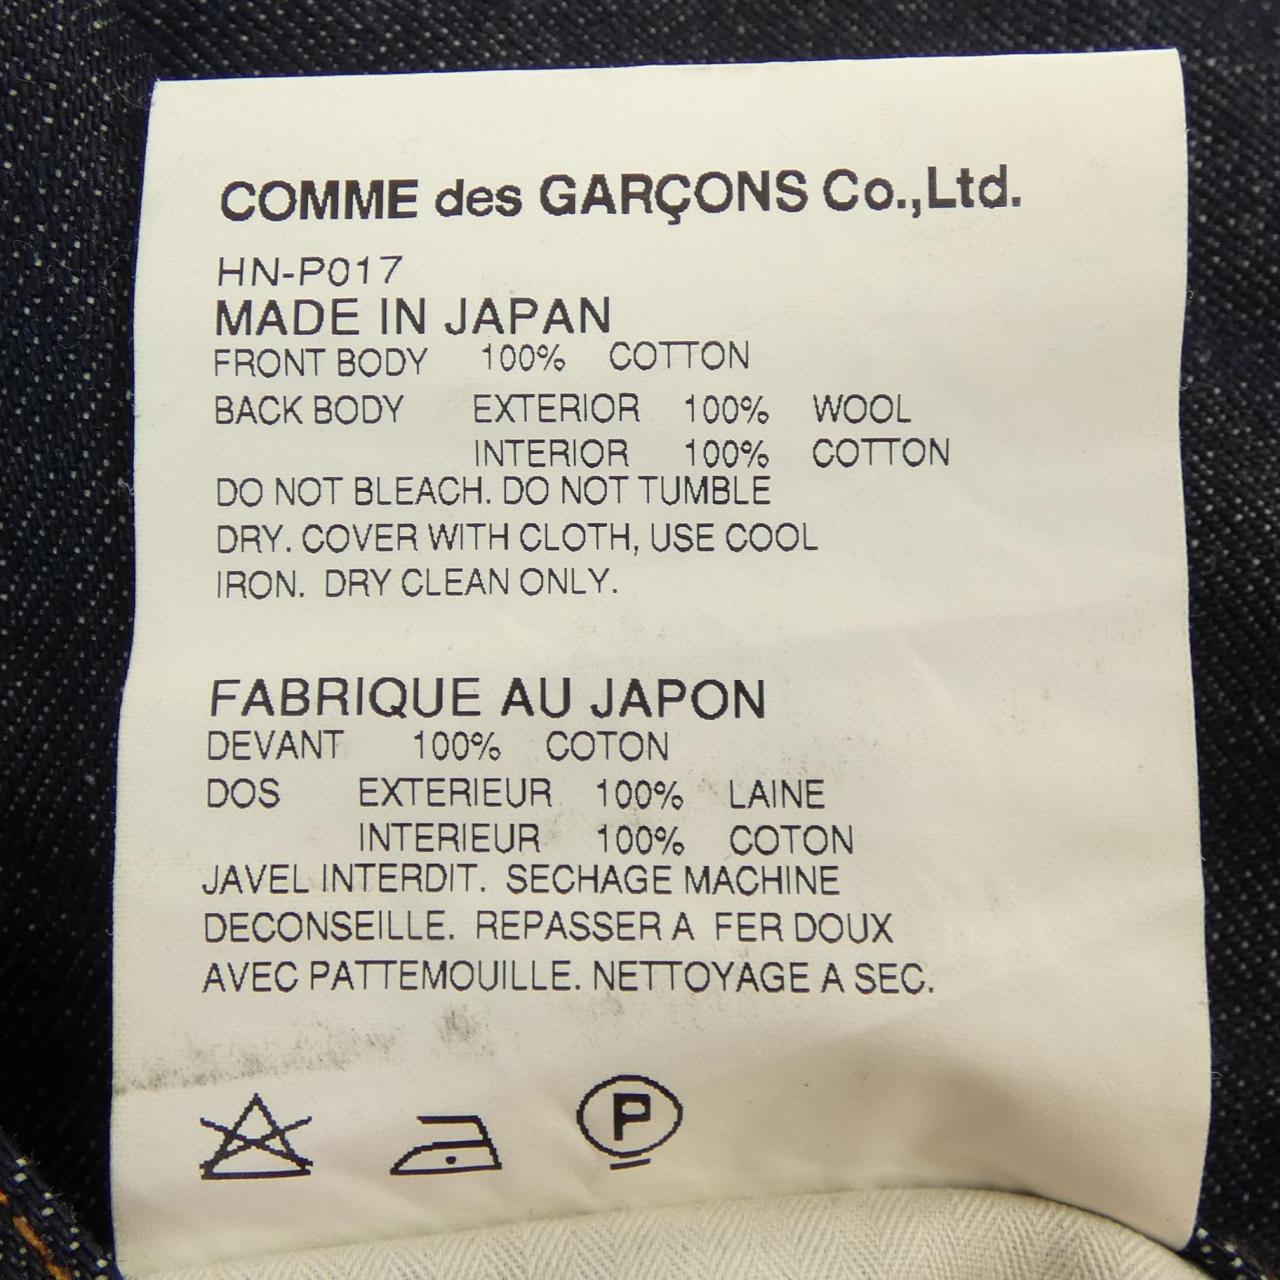 COMME des GARÇONS Co.,Ltd.
HN-P017
MADE IN JAPAN
FRONT BODY 100% COTTON
BACK BODY EXTERIOR 100% WOOL
INTERIOR 100% COTTON
DO NOT BLEACH. DO NOT TUMBLE
DRY. COVER WITH CLOTH, USE COOL
IRON. DRY CLEAN ONLY.
FABRIQUE AU JAPON
DEVANT 100% COTON
DOS EXTERIEUR 100% LAINE
INTERIEUR 100% COTON
JAVEL INTERDIT. SECHAGE MACHINE
DECONSEILLE. REPASSER A FER DOUX
AVEC PATTEMOUILLE. NETTOYAGE A SEC.
P